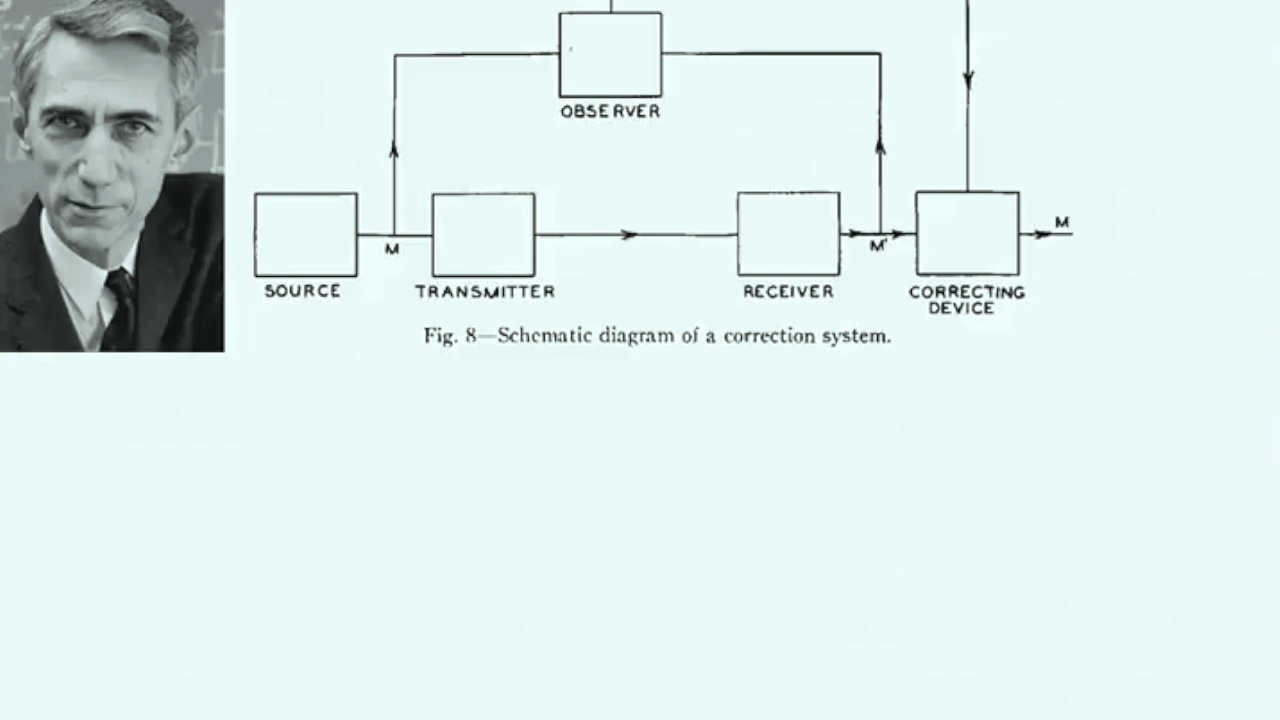 OBSERVER
M
M'
M
SOURCE
TRANSMITTER
RECEIVER
CORRECTING
DEVICE
Fig. 8—Schematic diagram of a correction system.